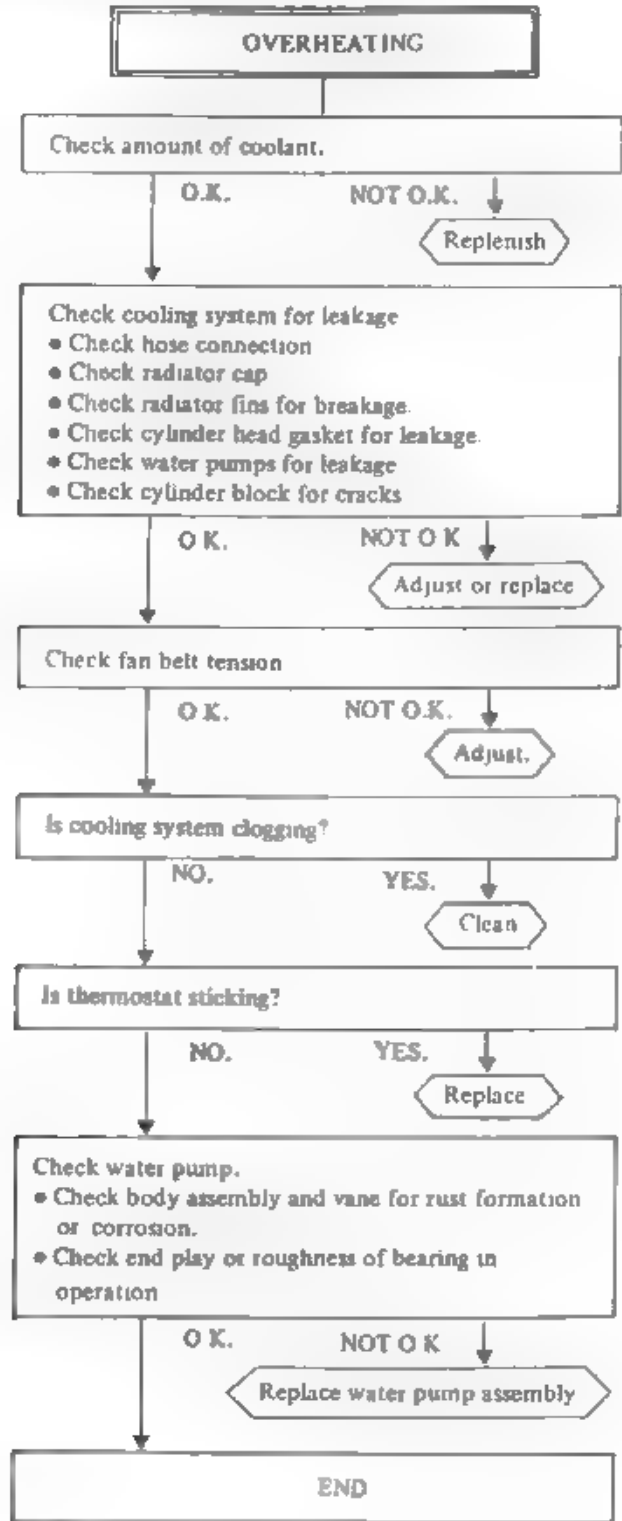 OVERHEATING
Check amount of coolant.
O.K. NOT O.K.
Replenish
Check cooling system for leakage
● Check hose connection
● Check radiator cap
● Check radiator fins for breakage.
● Check cylinder head gasket for leakage.
● Check water pumps for leakage
● Check cylinder block for cracks
O K. NOT O K
Adjust or replace
Check fan belt tension
O K. NOT O.K.
Adjust.
Is cooling system clogging?
NO. YES.
Clean
Is thermostat sticking?
NO. YES.
Replace
Check water pump.
● Check body assembly and vane for rust formation
or corrosion.
● Check end play or roughness of bearing in
operation
O K. NOT O K
Replace water pump assembly
END